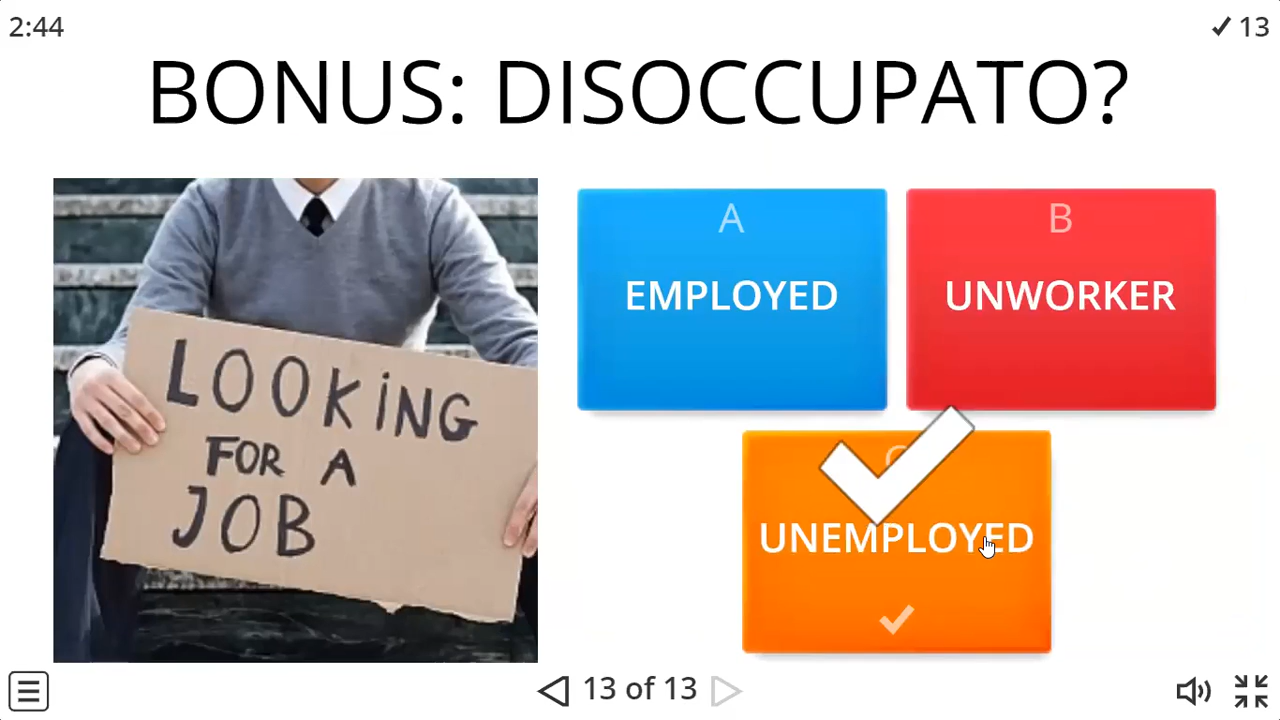 2:44
13
BONUS: DISOCCUPATO?
LOOKING
FOR A
JOB
A
EMPLOYED
B
UNWORKER
C
UNEMPLOYED
13 of 13